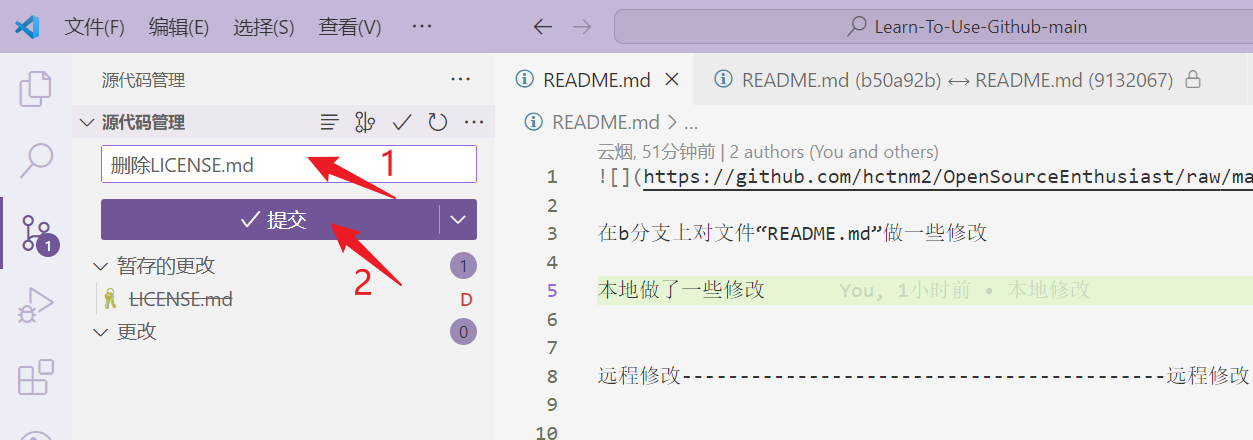 文件(F) 编辑(E) 选择(S) 查看(V) ··· Learn-To-Use-Github-main
源代码管理 ···
README.md README.md (b50a92b) ↔ README.md (9132067)
源代码管理 ···
README.md > ...
删除LICENSE.md 1
云烟, 51分钟前 | 2 authors (You and others)
1 ![](https://github.com/hctnm2/OpenSourceEnthusiast/raw/ma
提交
2
2
3 在b分支上对文件“README.md”做一些修改
暂存的更改 1
4
LICENSE.md D
5 本地做了一些修改 You, 1小时前 • 本地修改
1
更改 0
6
7
8 远程修改------------------------------------------远程修改
9
10